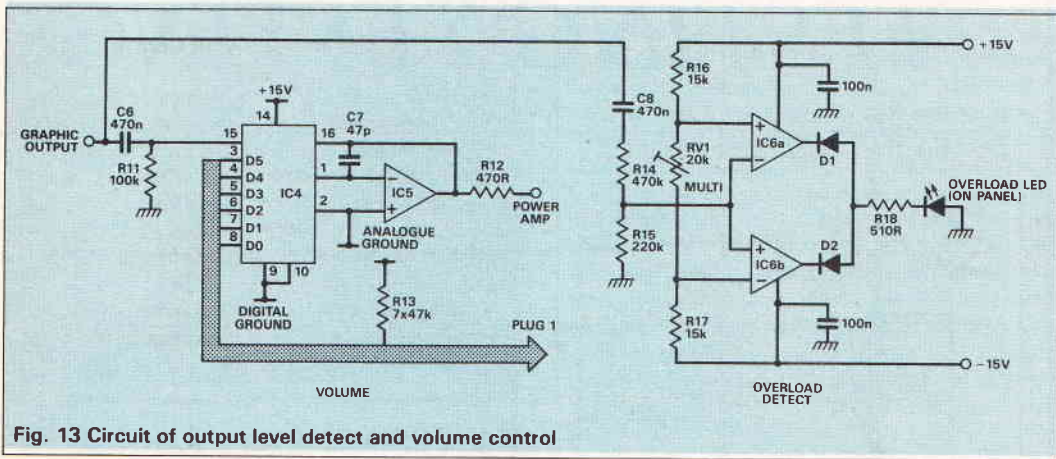 +15V
R16
15k
100n
C8
470n
C6
470n
GRAPHIC
OUTPUT
R11
100k
+15V
14
15
3
4
5
6
7
8
D5
D4
D3
D2
D1
D0
IC4
16
1
2
9
10
C7
47p
−
+
IC5
R12
470R
POWER
AMP
ANALOGUE
GROUND
DIGITAL
GROUND
R13
7x47k
PLUG 1
VOLUME
R14
470k
R15
220k
RV1
20k
MULTI
+
IC6a
−
D1
+
IC6b
−
D2
R18
510R
OVERLOAD LED
(ON PANEL)
R17
15k
100n
−15V
OVERLOAD
DETECT
Fig. 13 Circuit of output level detect and volume control